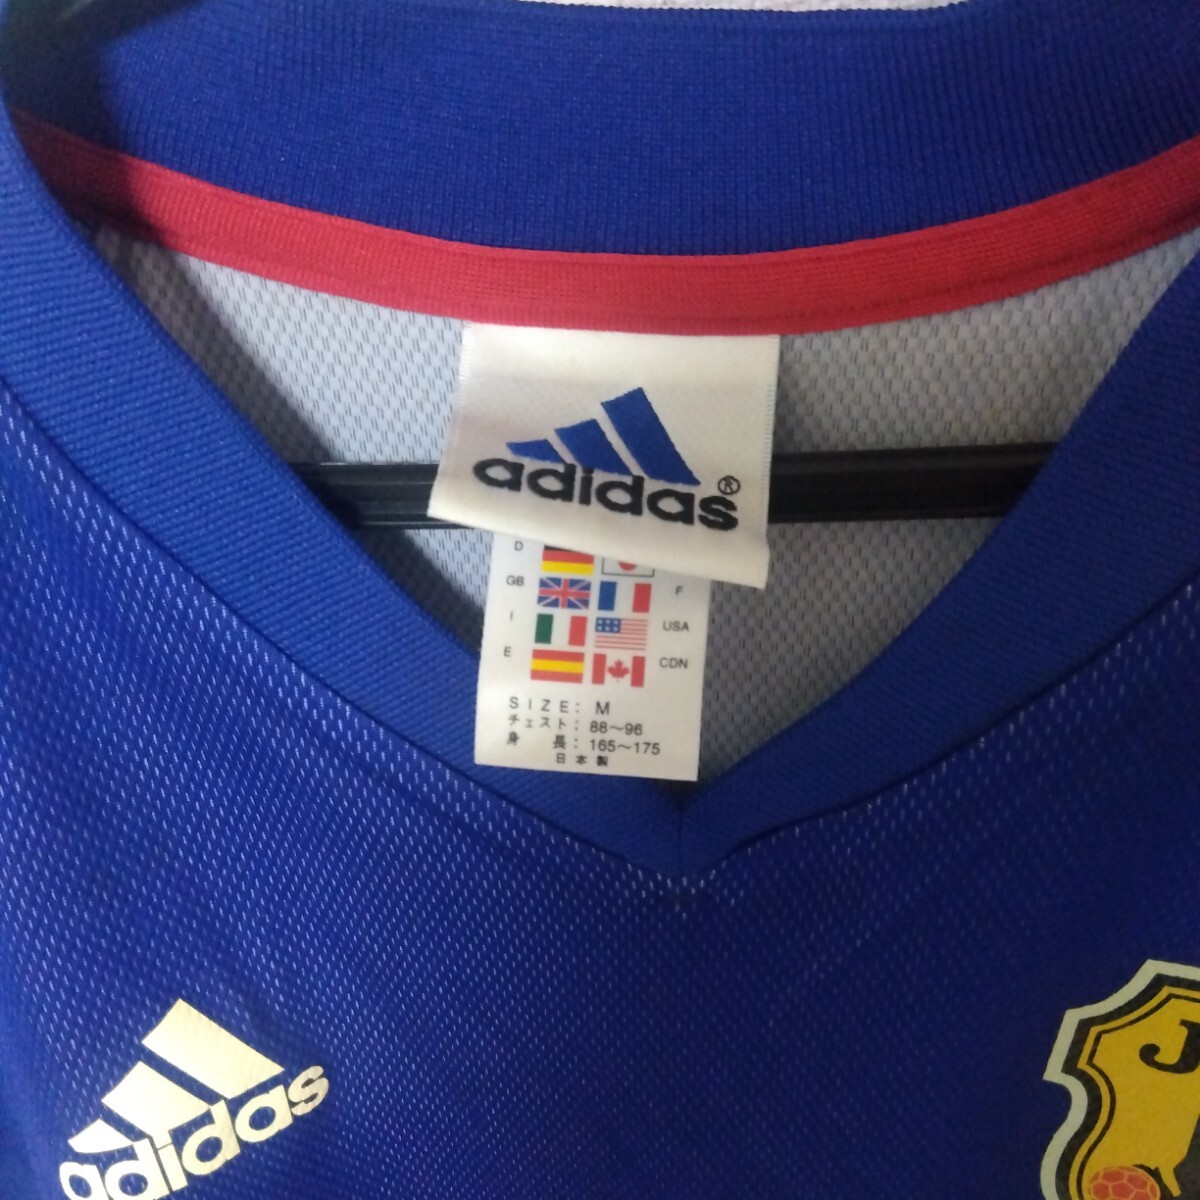 adidas®
D
GB
F
I
USA
E
CDN
SIZE: M
チェスト: 88〜96
身 長: 165〜175
日本製
adidas
J